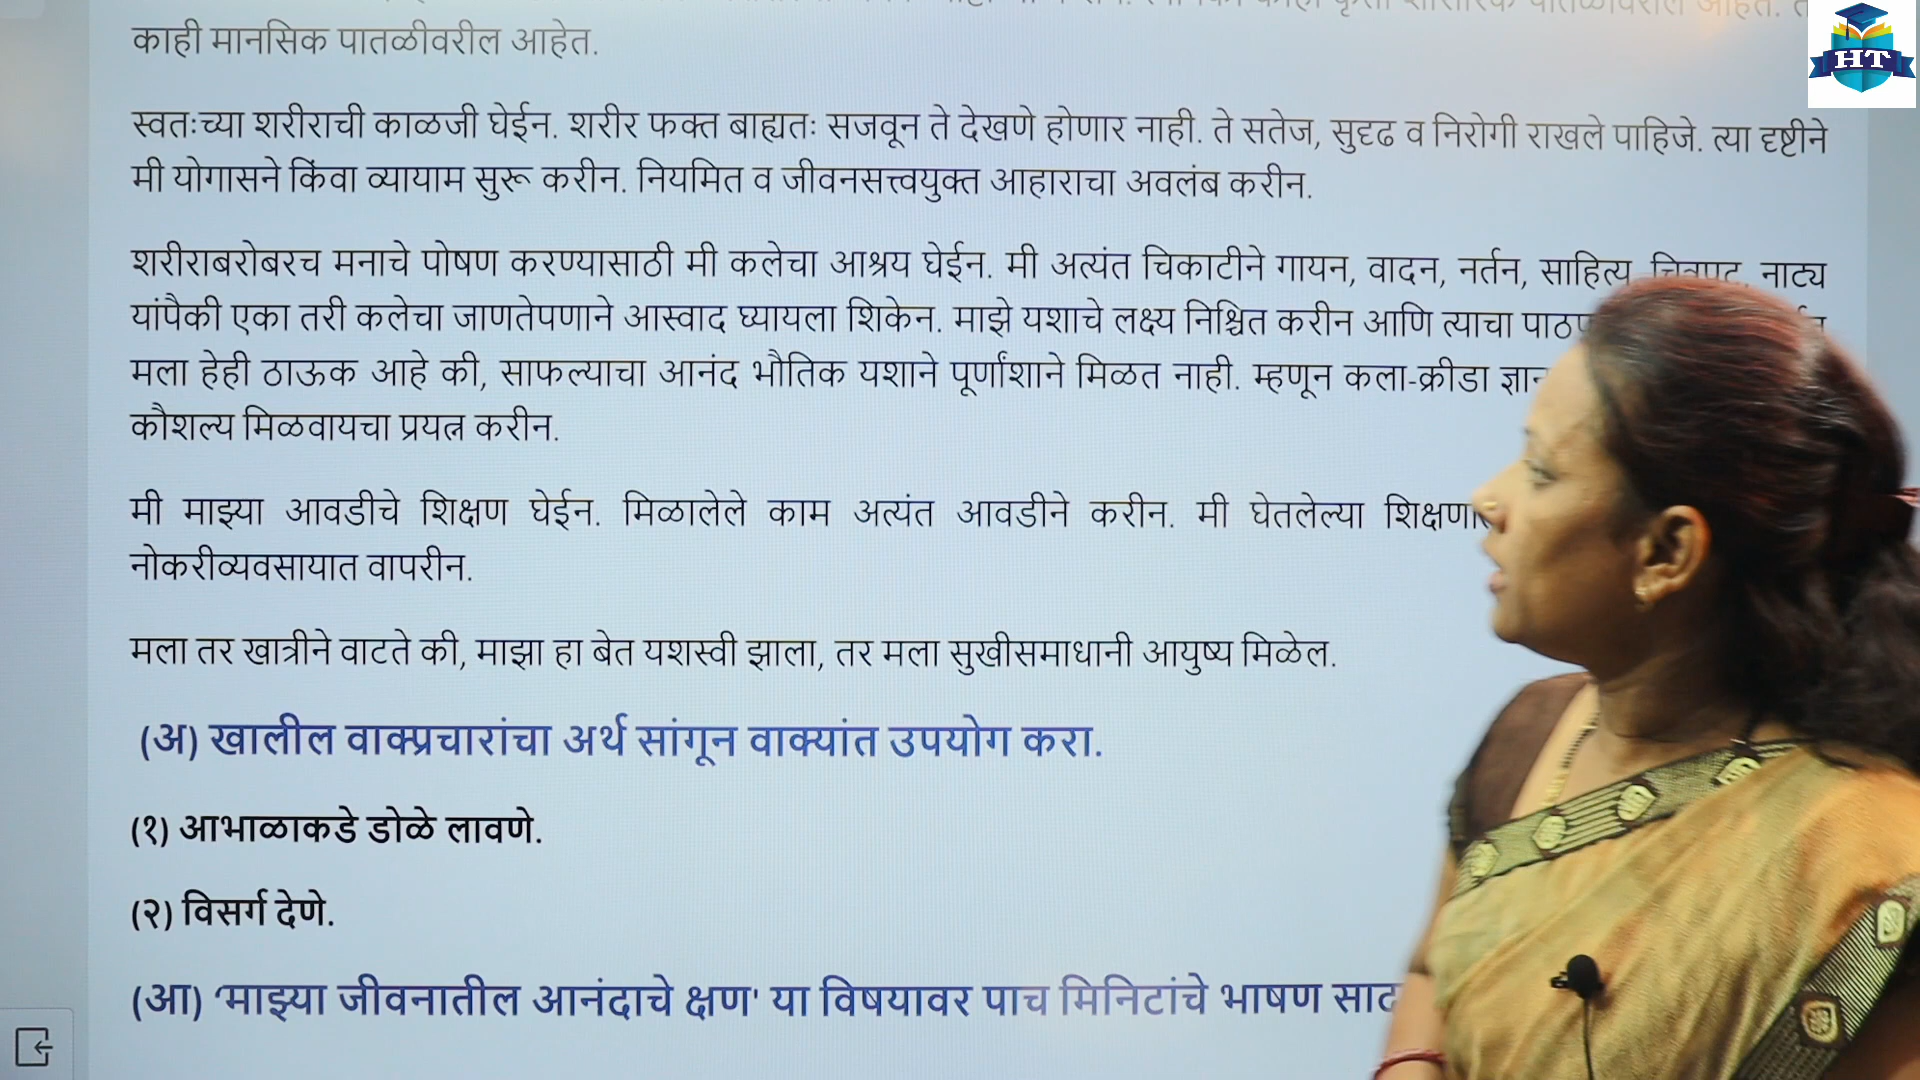 काही मानसिक पातळीवरील आहेत.
स्वतःच्या शरीराची काळजी घेईन. शरीर फक्त बाह्यतः सजवून ते देखणे होणार नाही. ते सतेज, सुदृढ व निरोगी राखले पाहिजे. त्या दृष्टीने
मी योगासने किंवा व्यायाम सुरू करीन. नियमित व जीवनसत्त्वयुक्त आहाराचा अवलंब करीन.
शरीराबरोबरच मनाचे पोषण करण्यासाठी मी कलेचा आश्रय घेईन. मी अत्यंत चिकाटीने गायन, वादन, नर्तन, साहित्य, चित्रपट, नाट्य
यांपैकी एका तरी कलेचा जाणतेपणाने आस्वाद घ्यायला शिकेन. माझे यशाचे लक्ष्य निश्चित करीन आणि त्याचा
मला हेही ठाऊक आहे की, साफल्याचा आनंद भौतिक यशाने पूर्णांशाने मिळत नाही. म्हणून कला-क्रीडा
कौशल्य मिळवायचा प्रयत्न करीन.
मी माझ्या आवडीचे शिक्षण घेईन. मिळालेले काम अत्यंत आवडीने करीन. मी घेतलेल्या
नोकरीव्यवसायात वापरीन.
मला तर खात्रीने वाटते की, माझा हा बेत यशस्वी झाला, तर मला सुखीसमाधानी आयुष्य मिळेल.
(अ) खालील वाक्प्रचारांचा अर्थ सांगून वाक्यांत उपयोग करा.
(१) आभाळाकडे डोळे लावणे.
(२) विसर्ग देणे.
(आ) ‘माझ्या जीवनातील आनंदाचे क्षण' या विषयावर पाच मिनिटांचे भाषण
HT